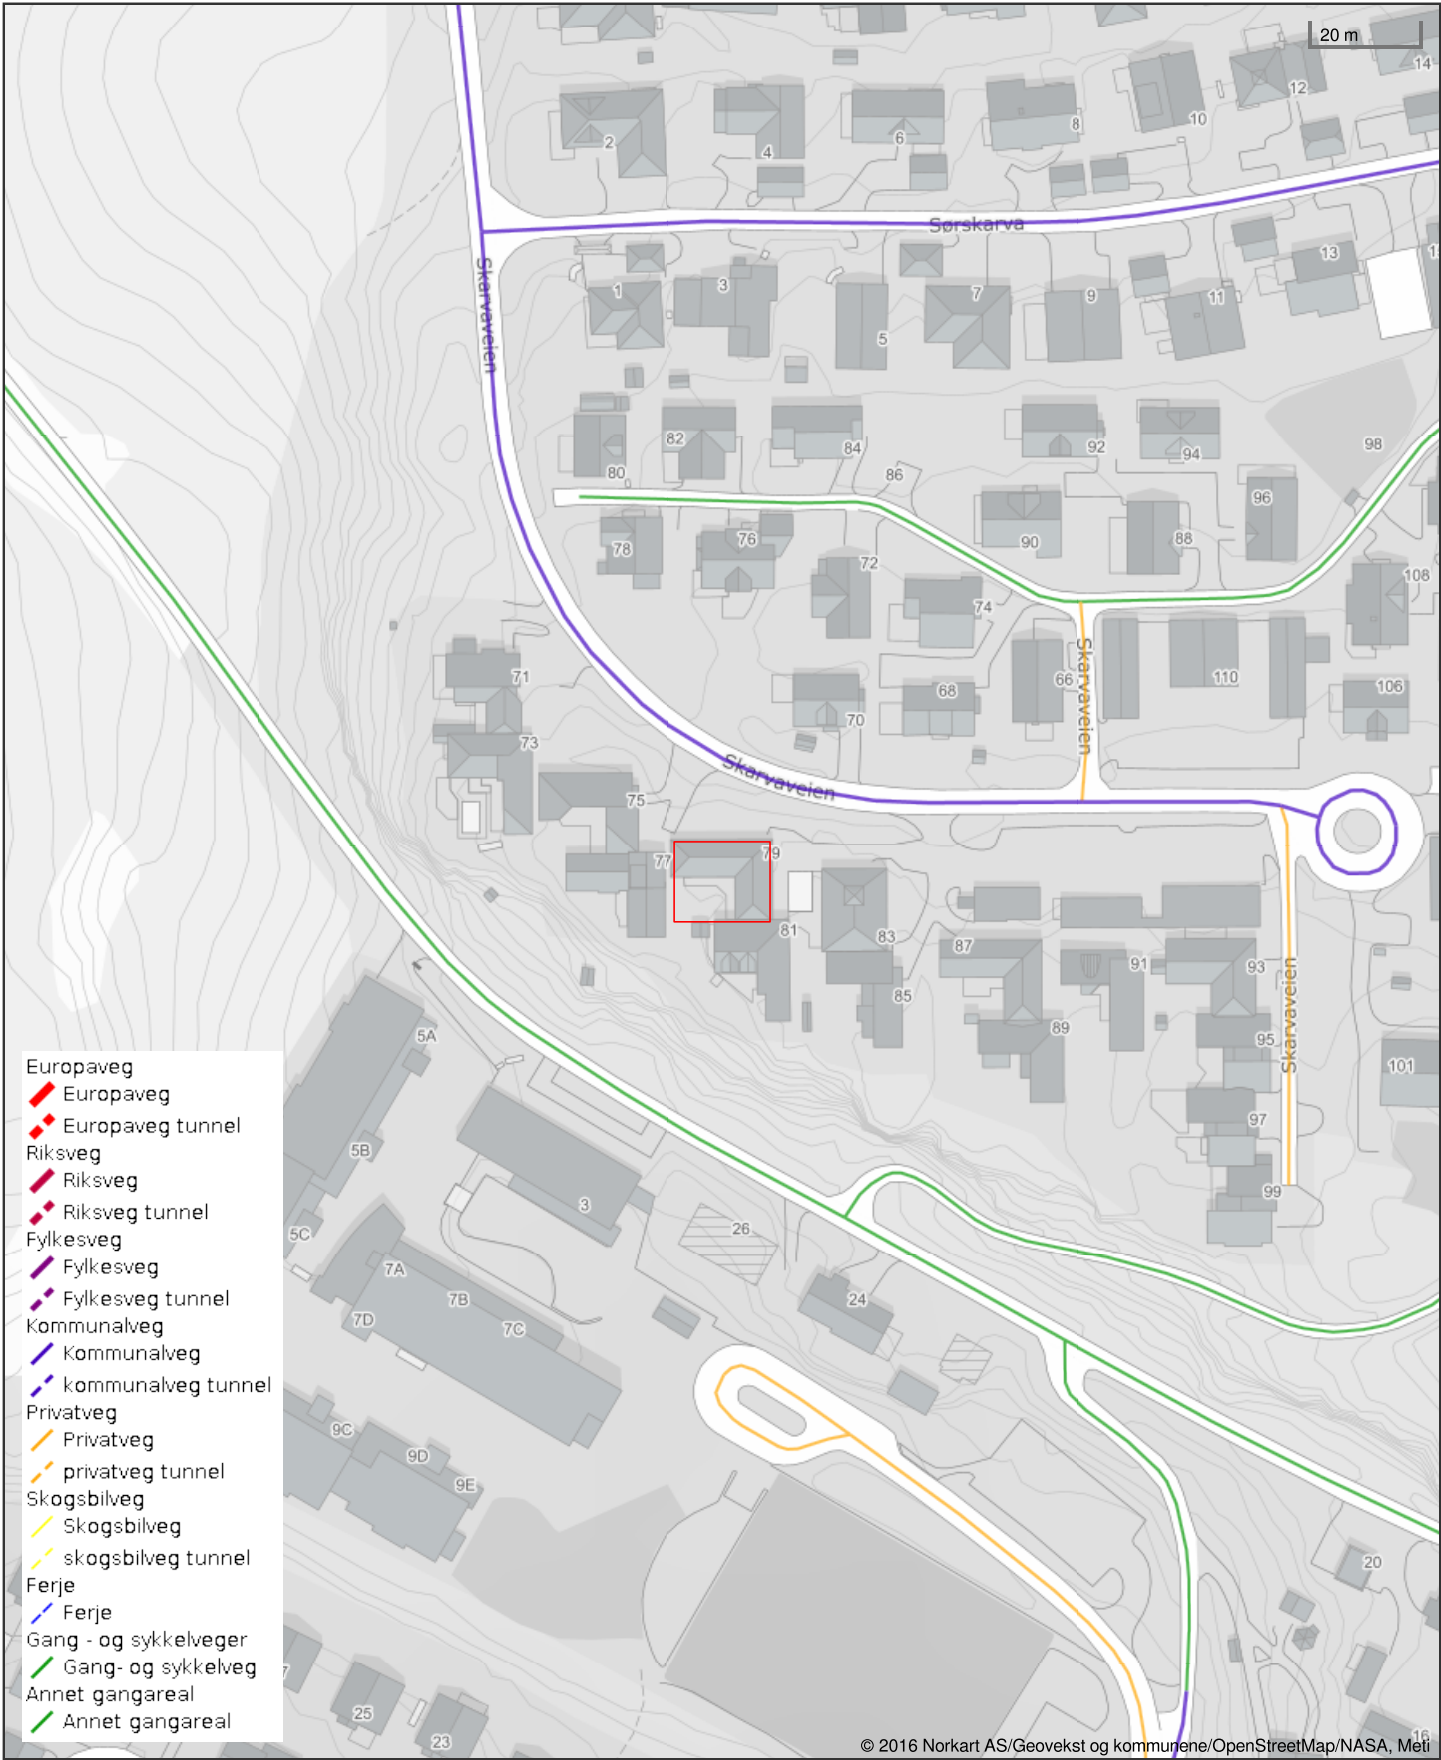 20 m
14
12
10
8
6
4
2
Sørskarva
Skarvaveien
1
3
5
7
9
11
13
80
82
84
86
92
94
96
98
78
76
72
74
90
88
108
71
73
75
77
79
70
68
66
Skarvaveien
110
106
Skarvaveien
81
83
85
87
89
91
93
95
97
99
101
Skarvaveien
5A
5B
5C
3
26
24
7A
7B
7C
7D
9C
9D
9E
25
23
20
16
Europaveg
Europaveg
Europaveg tunnel
Riksveg
Riksveg
Riksveg tunnel
Fylkesveg
Fylkesveg
Fylkesveg tunnel
Kommunalveg
Kommunalveg
kommunalveg tunnel
Privatveg
Privatveg
privatveg tunnel
Skogsbilveg
Skogsbilveg
skogsbilveg tunnel
Ferje
Ferje
Gang - og sykkelveger
Gang- og sykkelveg
Annet gangareal
Annet gangareal
© 2016 Norkart AS/Geovekst og kommunene/OpenStreetMap/NASA, Meti